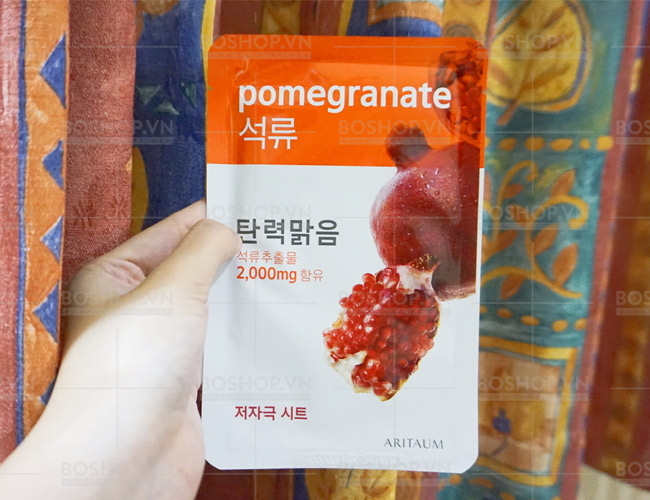 pomegranate
석류
탄력맑음
석류추출물
2,000mg 함유
저자극 시트
ARITAUM
BOSHOP.VN